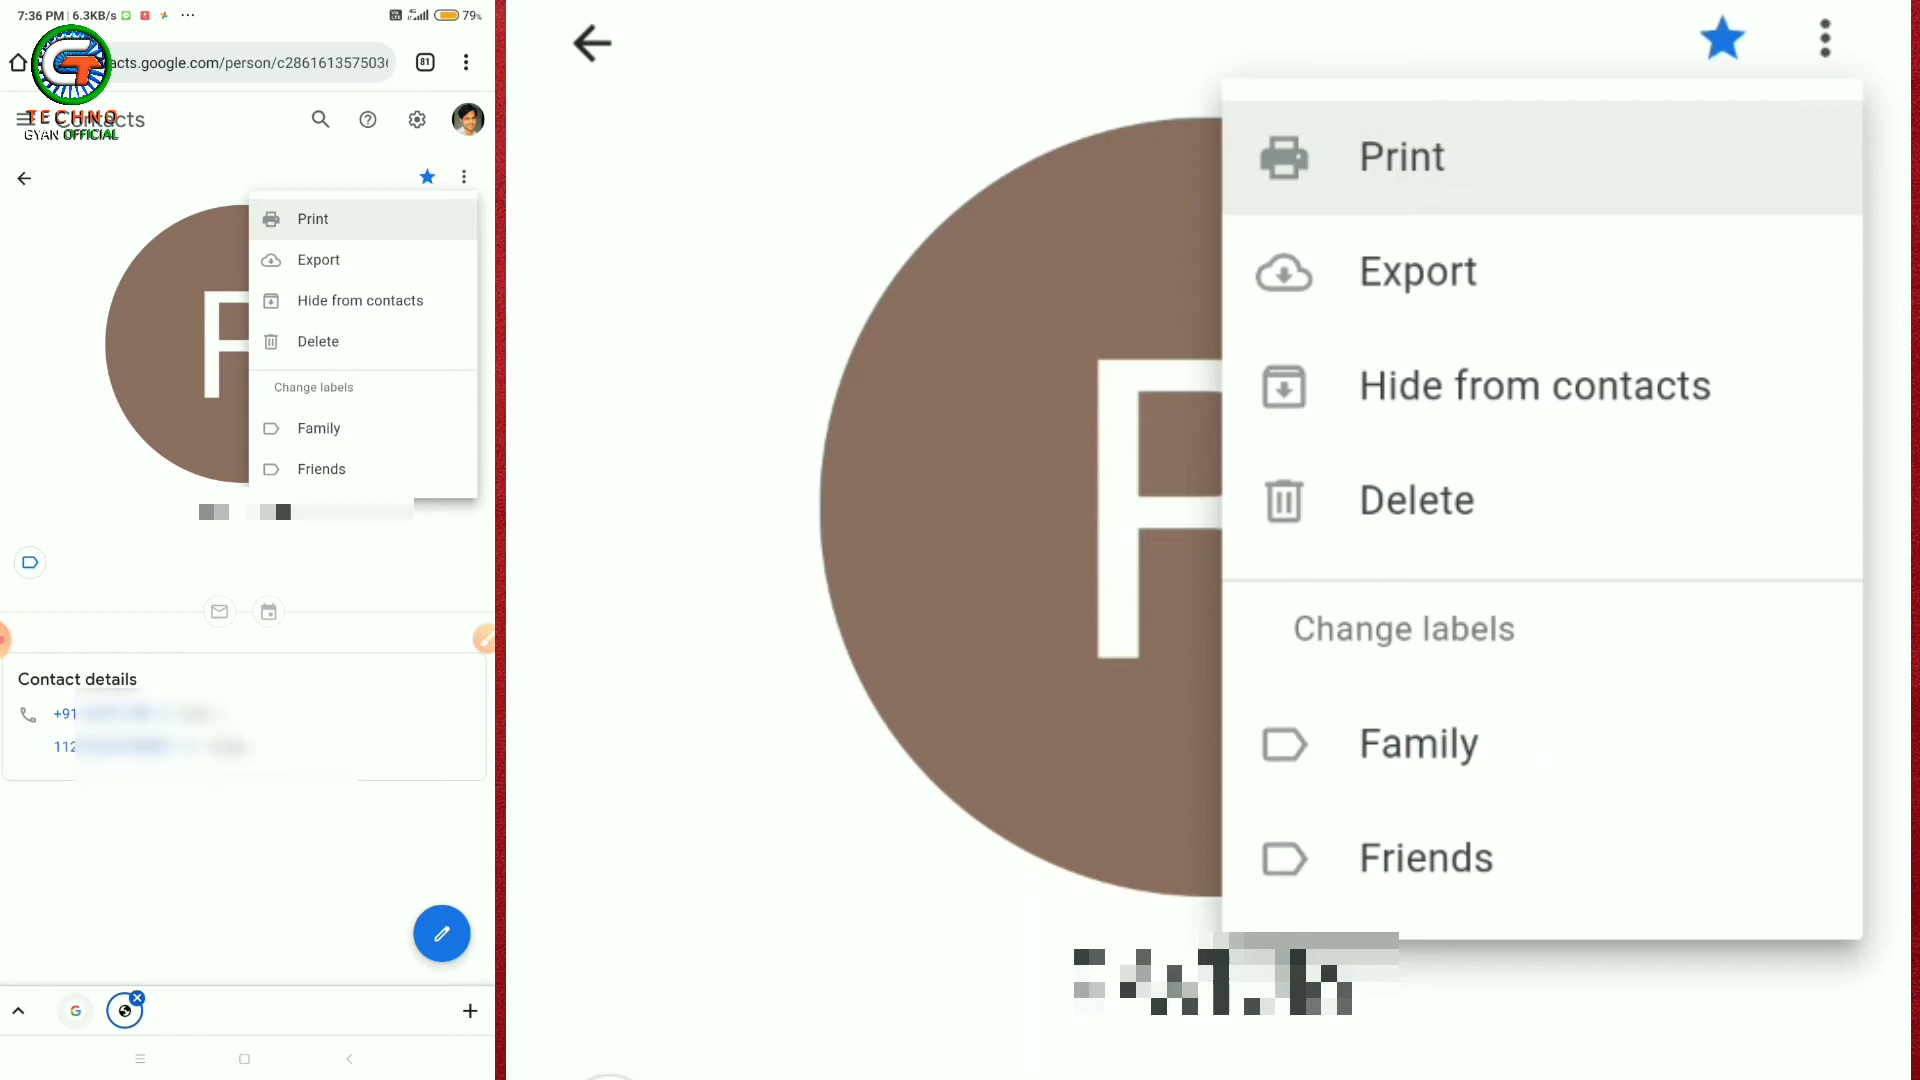 7:36 PM | 6.3KB/s
4G
79%
acts.google.com/person/c286161357503
81
TECHNO
GYAN OFFICIAL
Contacts
Print
Export
Hide from contacts
Delete
Change labels
Family
Friends
Contact details
+91
112
Print
Export
Hide from contacts
Delete
Change labels
Family
Friends